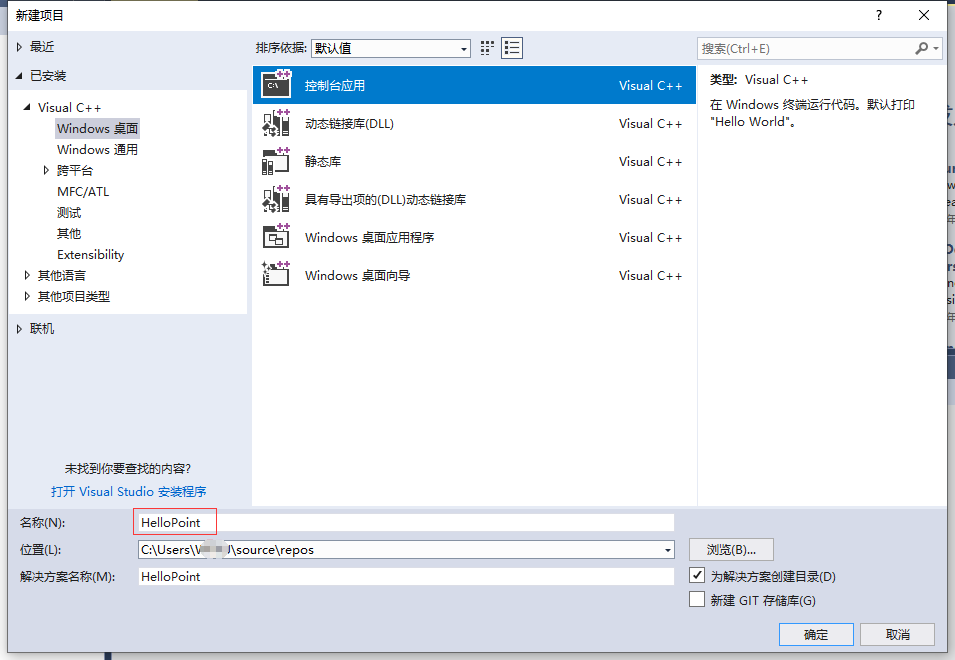 新建项目
?
最近
已安装
Visual C++
Windows 桌面
Windows 通用
跨平台
MFC/ATL
测试
其他
Extensibility
其他语言
其他项目类型
联机
未找到你要查找的内容?
打开 Visual Studio 安装程序
排序依据: 默认值
控制台应用 Visual C++
动态链接库(DLL) Visual C++
静态库 Visual C++
具有导出项的(DLL)动态链接库 Visual C++
Windows 桌面应用程序 Visual C++
Windows 桌面向导 Visual C++
搜索(Ctrl+E)
类型: Visual C++
在 Windows 终端运行代码。默认打印
"Hello World"。
名称(N): HelloPoint
位置(L): C:\Users\ \source\repos
浏览(B)...
解决方案名称(M): HelloPoint
为解决方案创建目录(D)
新建 GIT 存储库(G)
确定
取消